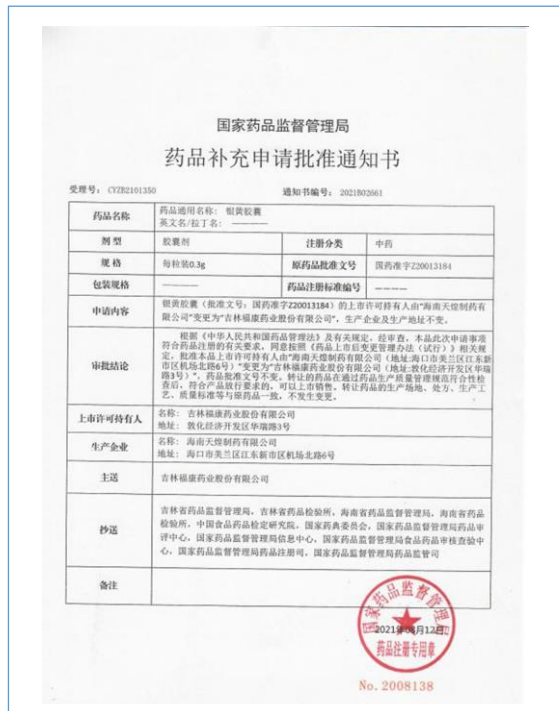 国家药品监督管理局
药品补充申请批准通知书
受理号： CYZB2101350
通知书编号： 2021B02661
药品名称
药品通用名称： 银黄胶囊
英文名/拉丁名： ————
剂 型
胶囊剂
注册分类
中药
规 格
每粒装0.3g
原药品批准文号
国药准字Z20013184
包装规格
————
药品注册标准编号
————
申请内容
银黄胶囊（批准文号：国药准字Z20013184）的上市许可持有人由“海南天煌制药有
限公司”变更为“吉林福康药业股份有限公司”，生产企业及生产地址不变。
审批结论
根据《中华人民共和国药品管理法》及有关规定，经审查，本品此次申请事项
符合药品注册的有关要求，同意按照《药品上市后变更管理办法（试行）》相关规
定，批准本品上市许可持有人由“海南天煌制药有限公司（地址:海口市美兰区江东新
市区机场北路6号）”变更为“吉林福康药业股份有限公司（地址:敦化经济开发区华瑞
路3号）”。药品批准文号不变。转让的药品在通过药品生产质量管理规范符合性检
查后，符合产品放行要求的，可以上市销售。转让药品的生产场地、处方、生产工
艺、质量标准等与原药品一致，不发生变更。
上市许可持有人
名称： 吉林福康药业股份有限公司
地址： 敦化经济开发区华瑞路3号
生产企业
名称： 海南天煌制药有限公司
地址： 海口市美兰区江东新市区机场北路6号
主送
吉林福康药业股份有限公司
抄送
吉林省药品监督管理局，吉林省药品检验所，海南省药品监督管理局，海南省药品
检验所，中国食品药品检定研究院，国家药典委员会，国家药品监督管理局药品审
评中心，国家药品监督管理局信息中心，国家药品监督管理局食品药品审核查验中
心，国家药品监督管理局药品注册司，国家药品监督管理局药品监管司
备注
国家药品监督管理局
2021年08月12日
药品注册专用章
No. 2008138